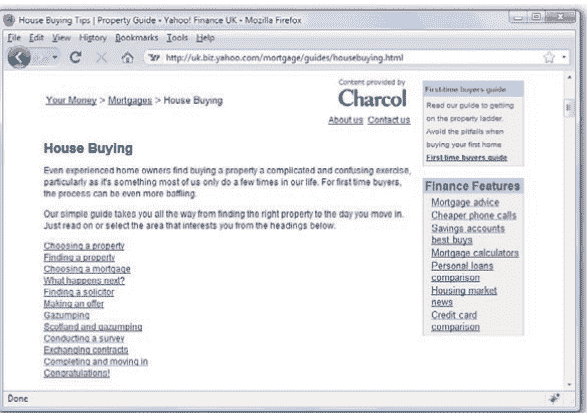 House Buying Tips | Property Guide - Yahoo! Finance UK - Mozilla Firefox
File Edit View History Bookmarks Tools Help
http://uk.biz.yahoo.com/mortgage/guides/housebuying.html
Content provided by
Charcol
About us Contact us
Your Money > Mortgages > House Buying
House Buying
Even experienced home owners find buying a property a complicated and confusing exercise,
particularly as it's something most of us only do a few times in our life. For first time buyers,
the process can be even more baffling.
Our simple guide takes you all the way from finding the right property to the day you move in.
Just read on or select the area that interests you from the headings below.
Choosing a property
Finding a property
Choosing a mortgage
What happens next?
Finding a solicitor
Making an offer
Gazumping
Scotland and gazumping
Conducting a survey
Exchanging contracts
Completing and moving in
Congratulations!
First-time buyers guide
Read our guide to getting
on the property ladder.
Avoid the pitfalls when
buying your first home
First time buyers guide
Finance Features
Mortgage advice
Cheaper phone calls
Savings accounts
best buys
Mortgage calculators
Personal loans
comparison
Housing market
news
Credit card
comparison
Done